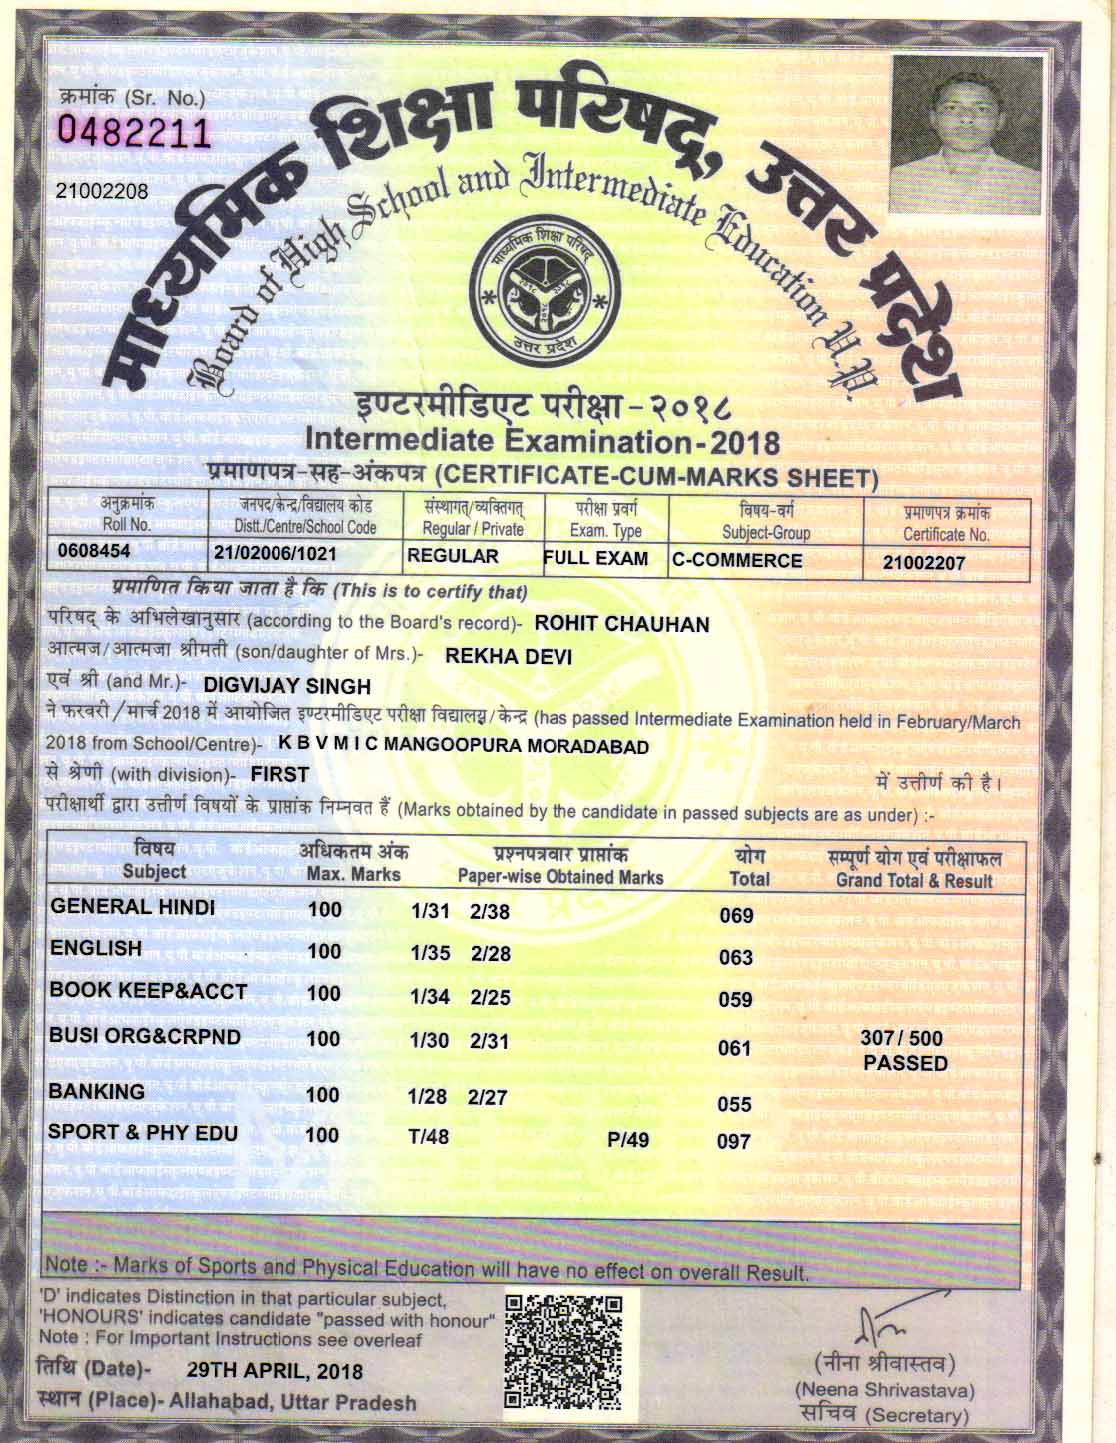 क्रमांक (Sr. No.)
0482211
21002208
माध्यमिक शिक्षा परिषद्, उत्तर प्रदेश
Board of High School and Intermediate Education U.P.
माध्यमिक शिक्षा परिषद्
उत्तर प्रदेश
इण्टरमीडिएट परीक्षा-२०१८
Intermediate Examination-2018
प्रमाणपत्र-सह-अंकपत्र (CERTIFICATE-CUM-MARKS SHEET)
अनुक्रमांक जनपद/केन्द्र/विद्यालय कोड संस्थागत्/व्यक्तिगत् परीक्षा प्रवर्ग विषय-वर्ग प्रमाणपत्र क्रमांक
Roll No. Distt./Centre/School Code Regular / Private Exam. Type Subject-Group Certificate No.
0608454 21/02006/1021 REGULAR FULL EXAM C-COMMERCE 21002207
प्रमाणित किया जाता है कि (This is to certify that)
परिषद् के अभिलेखानुसार (according to the Board's record)- ROHIT CHAUHAN
आत्मज/आत्मजा श्रीमती (son/daughter of Mrs.)- REKHA DEVI
एवं श्री (and Mr.)- DIGVIJAY SINGH
ने फरवरी/मार्च 2018 में आयोजित इण्टरमीडिएट परीक्षा विद्यालय/केन्द्र (has passed Intermediate Examination held in February/March
2018 from School/Centre)- K B V M I C MANGOOPURA MORADABAD
से श्रेणी (with division)- FIRST में उत्तीर्ण की है।
परीक्षार्थी द्वारा उत्तीर्ण विषयों के प्राप्तांक निम्नवत हैं (Marks obtained by the candidate in passed subjects are as under) :-
विषय अधिकतम अंक प्रश्नपत्रवार प्राप्तांक योग सम्पूर्ण योग एवं परीक्षाफल
Subject Max. Marks Paper-wise Obtained Marks Total Grand Total & Result
GENERAL HINDI 100 1/31 2/38 069
ENGLISH 100 1/35 2/28 063
BOOK KEEP&ACCT 100 1/34 2/25 059
BUSI ORG&CRPND 100 1/30 2/31 061 307/ 500
PASSED
BANKING 100 1/28 2/27 055
SPORT & PHY EDU 100 T/48 P/49 097
Note :- Marks of Sports and Physical Education will have no effect on overall Result.
'D' indicates Distinction in that particular subject,
'HONOURS' indicates candidate "passed with honour"
Note : For Important Instructions see overleaf
तिथि (Date)- 29TH APRIL, 2018
स्थान (Place)- Allahabad, Uttar Pradesh
(नीना श्रीवास्तव)
(Neena Shrivastava)
सचिव (Secretary)